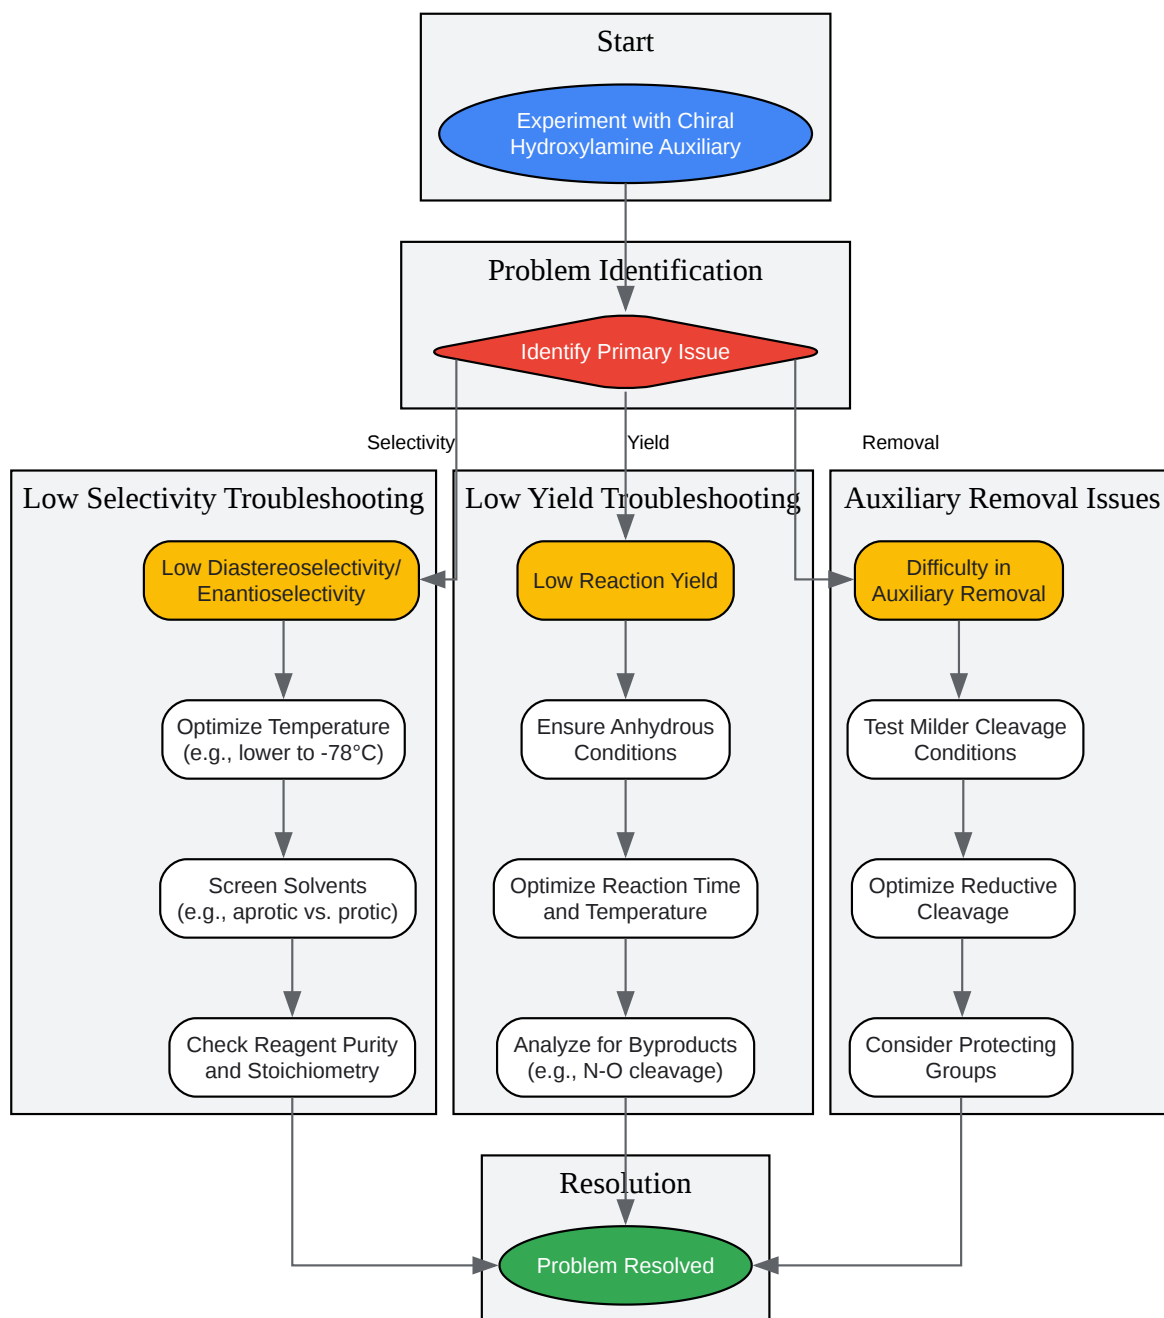 Start
Experiment with Chiral
Hydroxylamine Auxiliary
Problem Identification
Identify Primary Issue
Selectivity
Yield
Removal
Low Selectivity Troubleshooting
Low Diastereoselectivity/
Enantioselectivity
Optimize Temperature
(e.g., lower to -78°C)
Screen Solvents
(e.g., aprotic vs. protic)
Check Reagent Purity
and Stoichiometry
Low Yield Troubleshooting
Low Reaction Yield
Ensure Anhydrous
Conditions
Optimize Reaction Time
and Temperature
Analyze for Byproducts
(e.g., N-O cleavage)
Auxiliary Removal Issues
Difficulty in
Auxiliary Removal
Test Milder Cleavage
Conditions
Optimize Reductive
Cleavage
Consider Protecting
Groups
Resolution
Problem Resolved